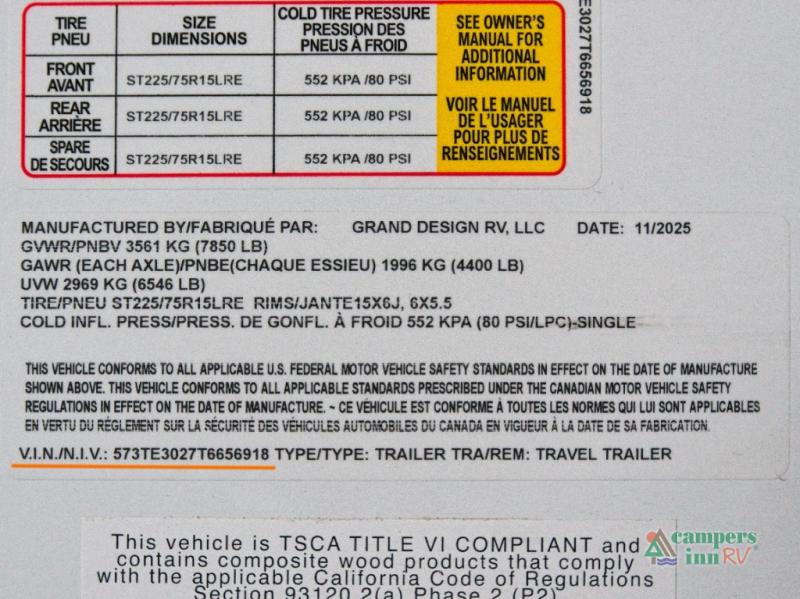 TIRE PNEU
SIZE DIMENSIONS
COLD TIRE PRESSURE PRESSION DES PNEUS À FROID
FRONT AVANT
ST225/75R15LRE
552 KPA /80 PSI
REAR ARRIÈRE
ST225/75R15LRE
552 KPA /80 PSI
SPARE DE SECOURS
ST225/75R15LRE
552 KPA /80 PSI
SEE OWNER'S
MANUAL FOR
ADDITIONAL
INFORMATION
VOIR LE MANUEL
DE L'USAGER
POUR PLUS DE
RENSEIGNEMENTS
E3027T6656918
MANUFACTURED BY/FABRIQUÉ PAR: GRAND DESIGN RV, LLC DATE: 11/2025
GVWR/PNBV 3561 KG (7850 LB)
GAWR (EACH AXLE)/PNBE(CHAQUE ESSIEU) 1996 KG (4400 LB)
UVW 2969 KG (6546 LB)
TIRE/PNEU ST225/75R15LRE RIMS/JANTE15X6J, 6X5.5
COLD INFL. PRESS/PRESS. DE GONFL. À FROID 552 KPA (80 PSI/LPC)-SINGLE
THIS VEHICLE CONFORMS TO ALL APPLICABLE U.S. FEDERAL MOTOR VEHICLE SAFETY STANDARDS IN EFFECT ON THE DATE OF MANUFACTURE
SHOWN ABOVE. THIS VEHICLE CONFORMS TO ALL APPLICABLE STANDARDS PRESCRIBED UNDER THE CANADIAN MOTOR VEHICLE SAFETY
REGULATIONS IN EFFECT ON THE DATE OF MANUFACTURE. ~ CE VÉHICULE EST CONFORME À TOUTES LES NORMES QUI LUI SONT APPLICABLES
EN VERTU DU RÉGLEMENT SUR LA SÉCURITÉ DES VÉHICULES AUTOMOBILES DU CANADA EN VIGUEUR À LA DATE DE SA FABRICATION.
V.I.N./N.I.V.: 573TE3027T6656918 TYPE/TYPE: TRAILER TRA/REM: TRAVEL TRAILER
This vehicle is TSCA TITLE VI COMPLIANT and
contains composite wood products that comply
with the applicable California Code of Regulations
Section 93120.2(a) Phase 2 (P2)
campers
inn RV